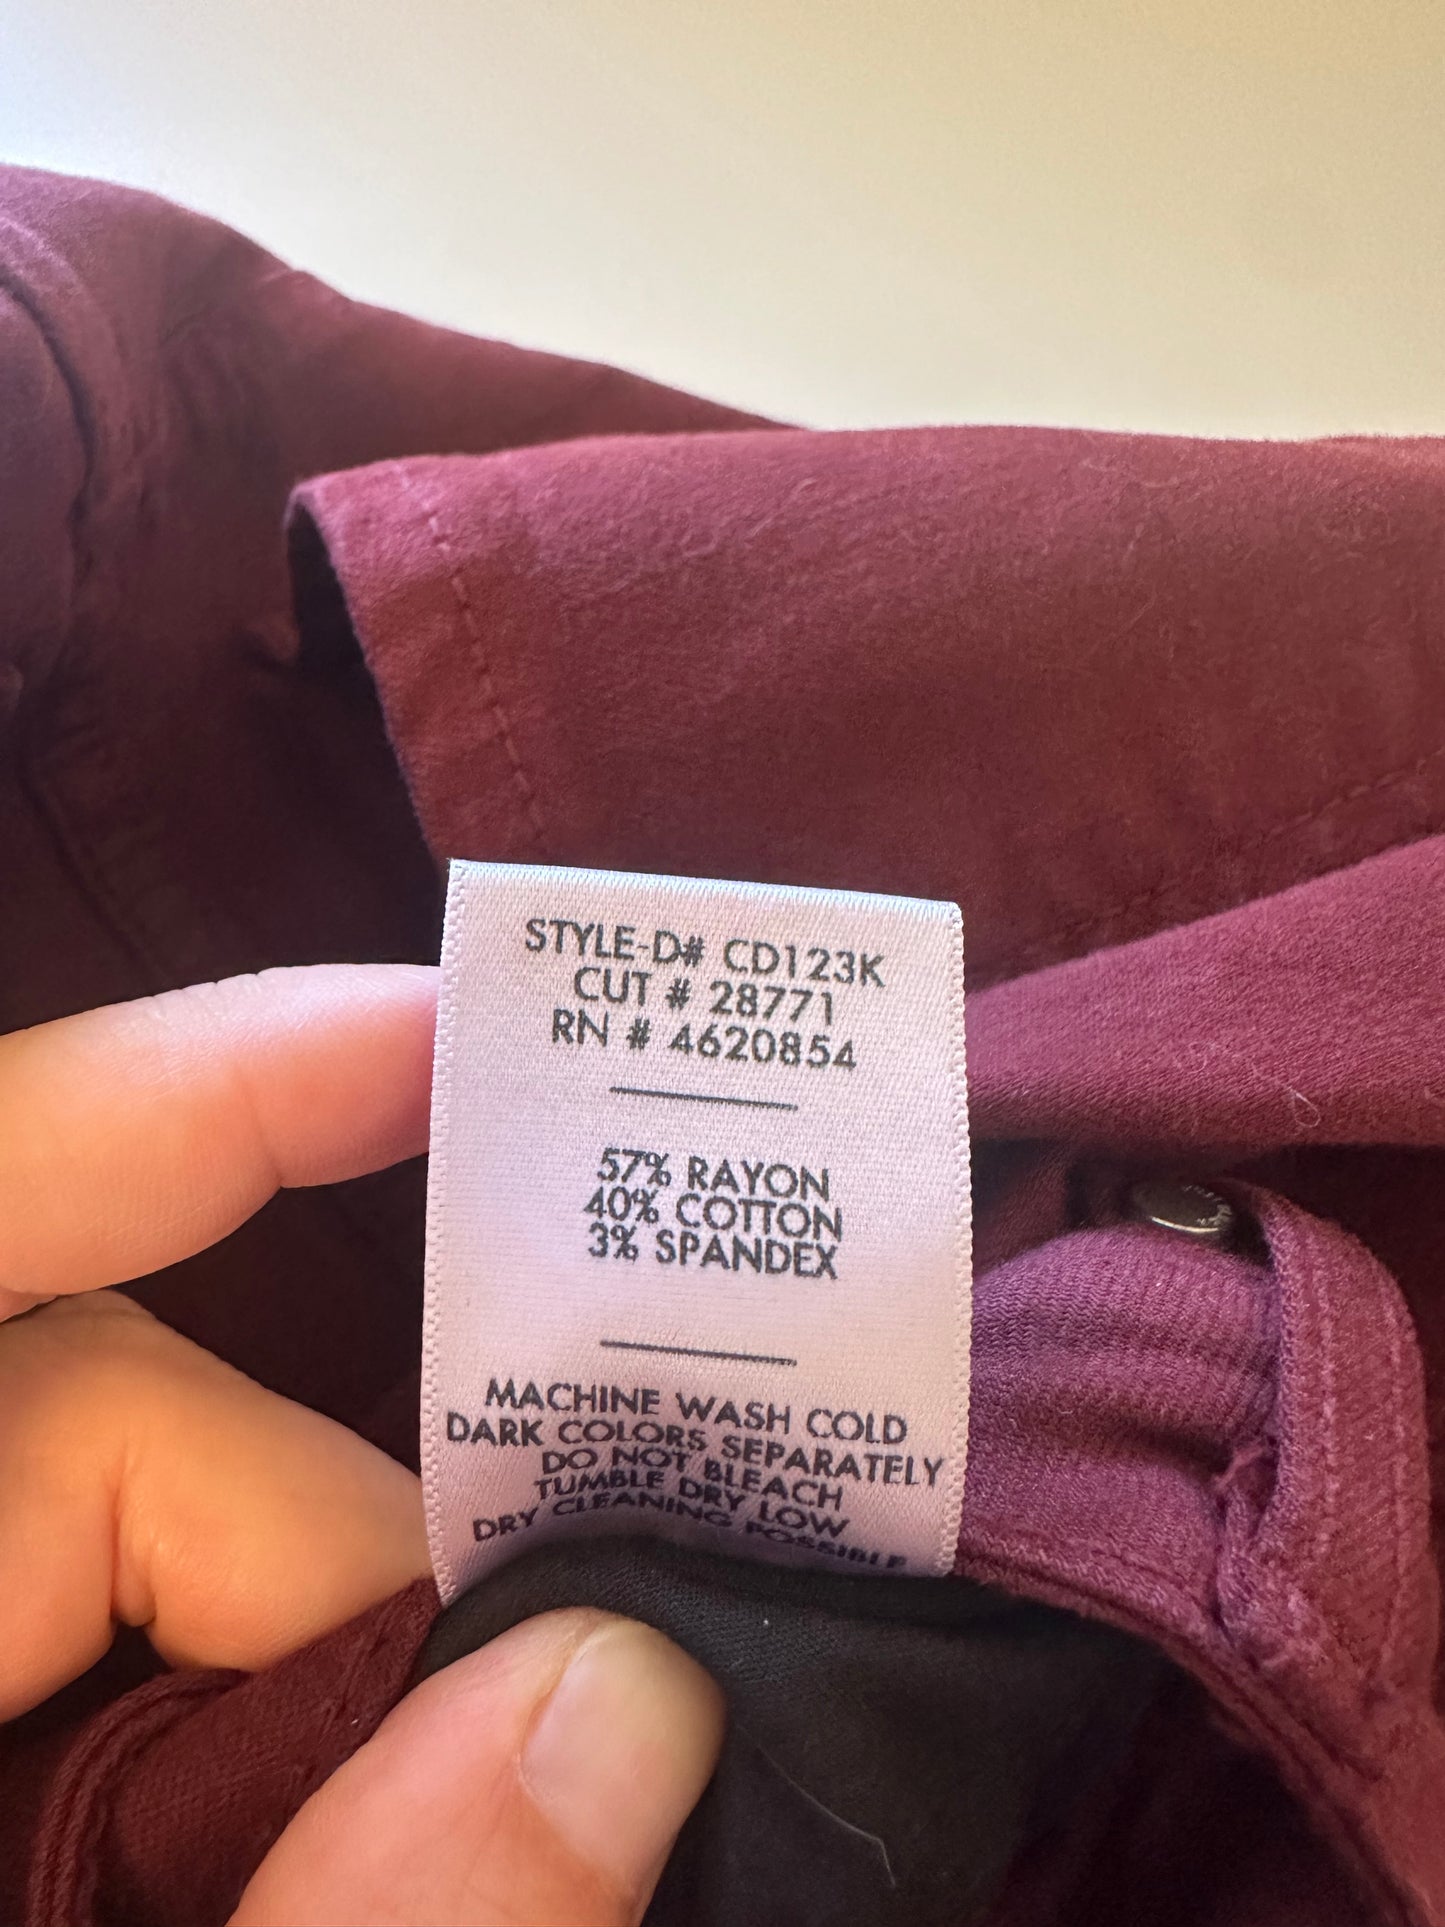 STYLE-D# CD123K
CUT # 28771
RN # 4620854
57% RAYON
40% COTTON
3% SPANDEX
MACHINE WASH COLD
DARK COLORS SEPARATELY
DO NOT BLEACH
TUMBLE DRY LOW
DRY CLEANING POSSIBLE